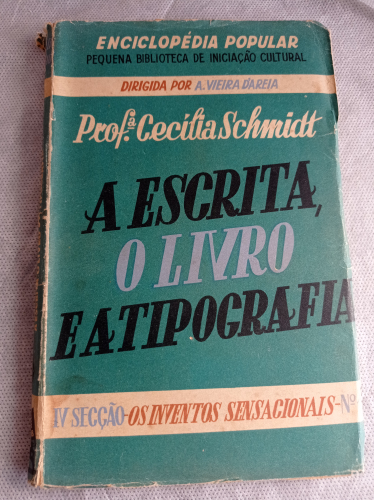 ENCICLOPÉDIA POPULAR
PEQUENA BIBLIOTECA DE INICIAÇÃO CULTURAL
DIRIGIDA POR A. VIEIRA D'AREIA
Prof.ª Cecília Schmidt
A ESCRITA,
O LIVRO
E A TIPOGRAFIA
IV SECÇÃO-OS INVENTOS SENSACIONAIS-Nº